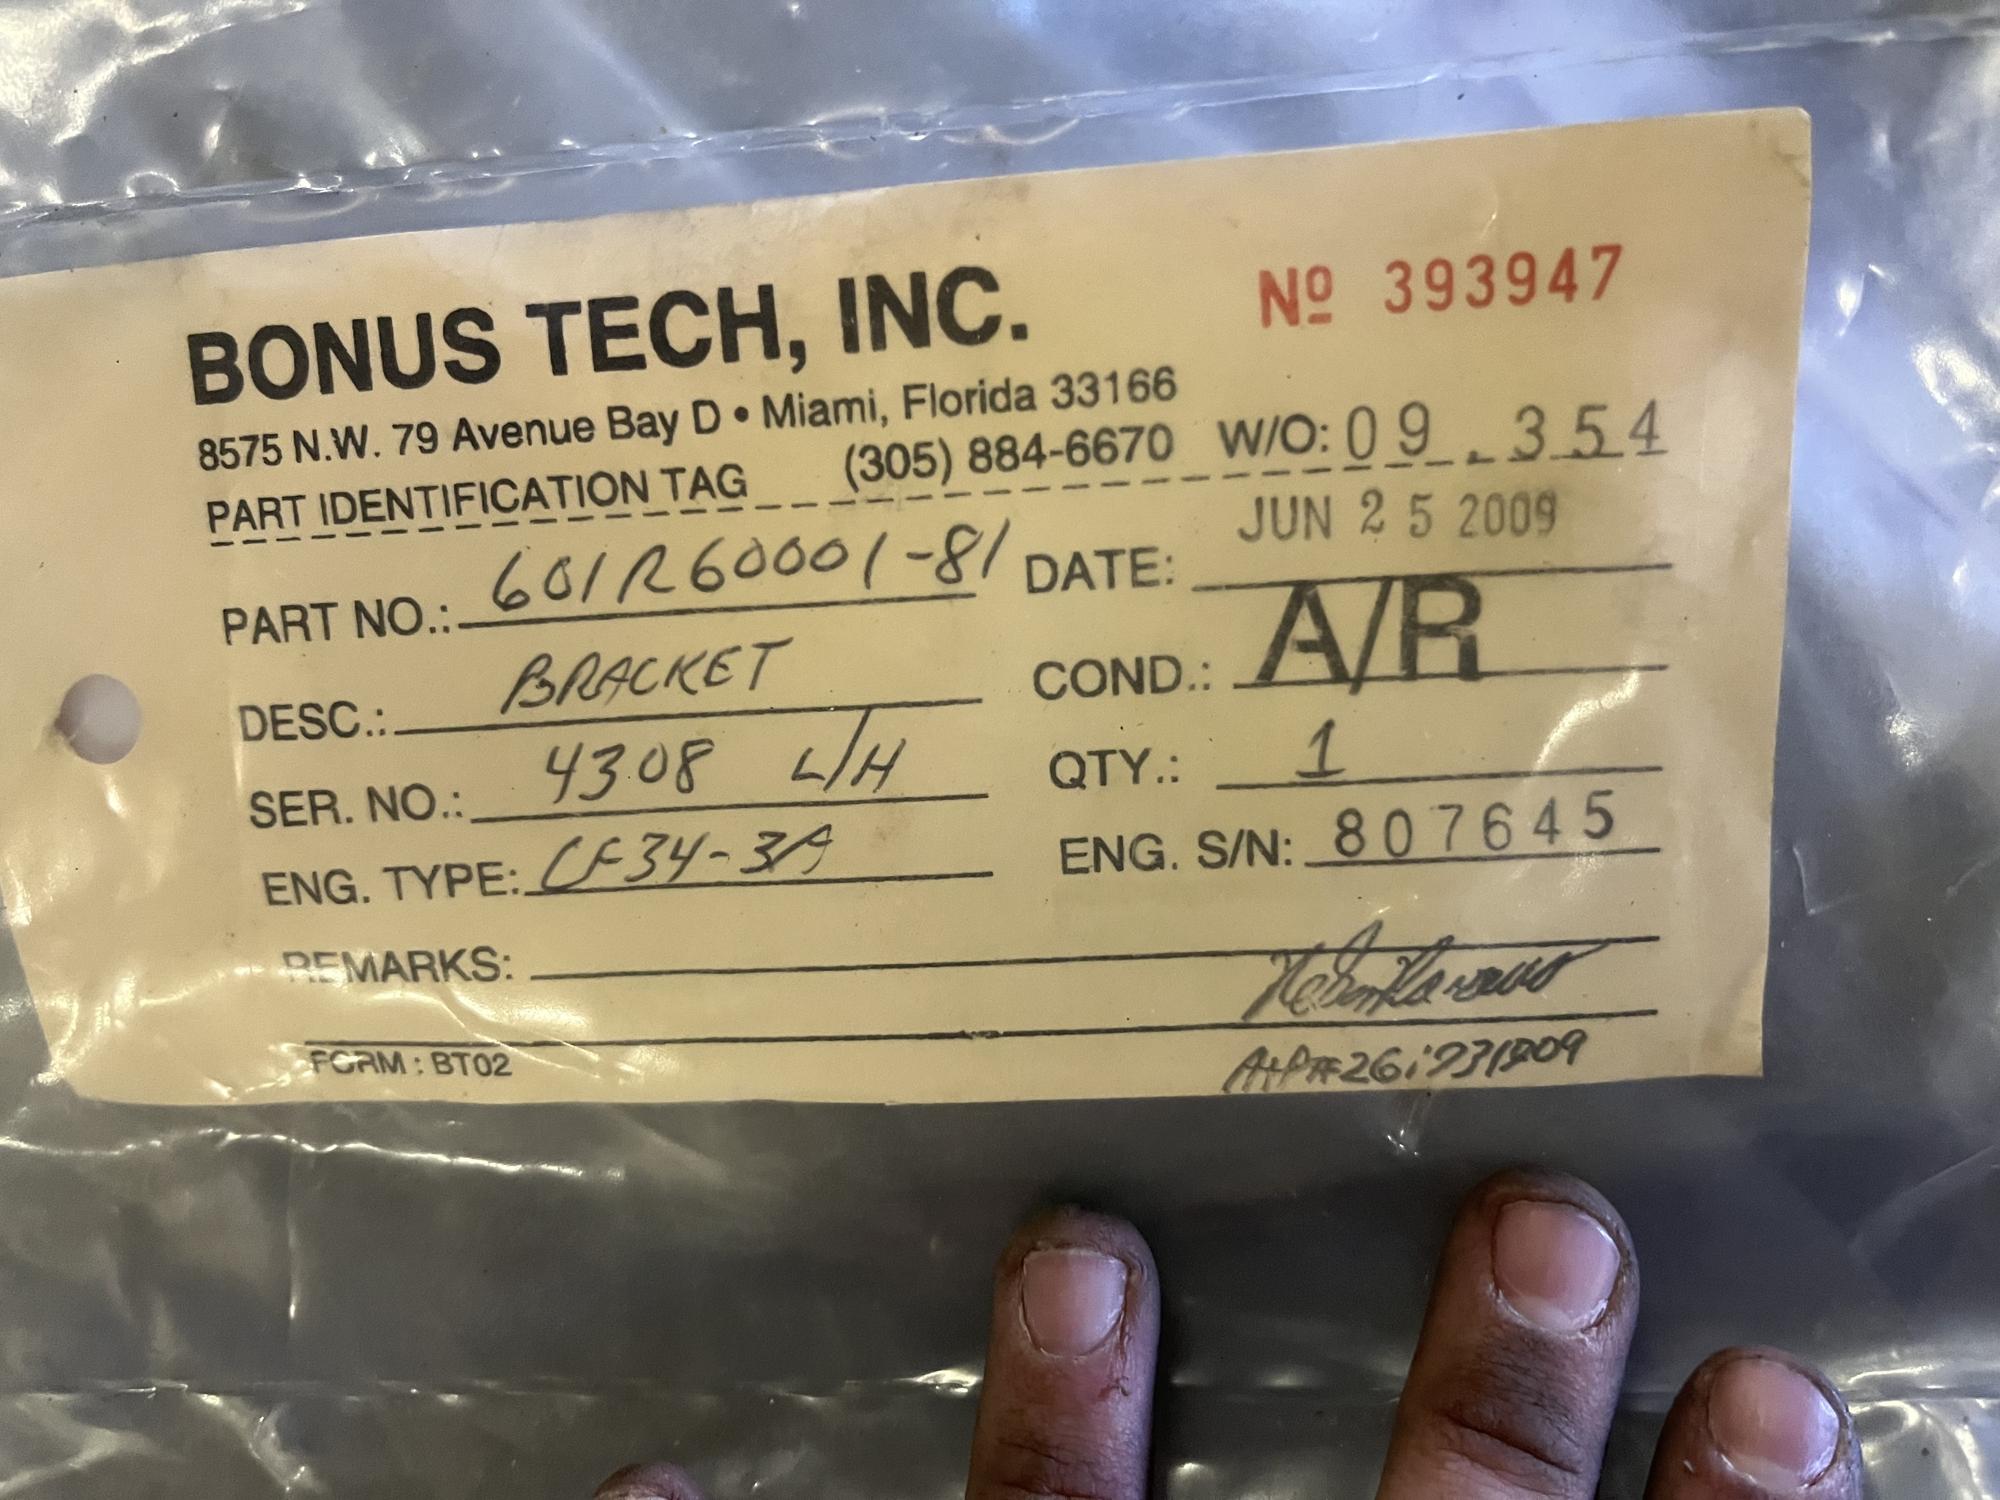 BONUS TECH, INC.
Nº 393947
8575 N.W. 79 Avenue Bay D • Miami, Florida 33166
PART IDENTIFICATION TAG (305) 884-6670 W/O: 09.354
PART NO.: 601R60001-81 DATE: JUN 25 2009
DESC.: BRACKET COND.: A/R
SER. NO.: 4308 L/H QTY.: 1
ENG. TYPE: CF34-3A ENG. S/N: 807645
REMARKS:
FORM : BT02